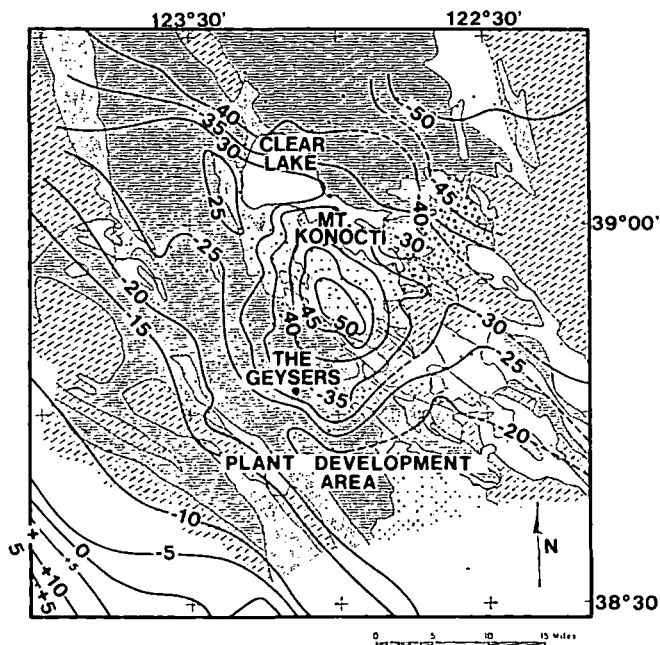 123°30' 122°30'
40
35
30
-50
CLEAR
LAKE
-45
25
40
MT.
KONOCTI
39°00'
-25
30
20
15
40
45
-50
-30
-25
THE
GEYSERS
-35
-20
PLANT DEVELOPMENT
AREA
-10
-5
0
+5
+10
+5
5
N
38°30
0 5 10 15 Miles